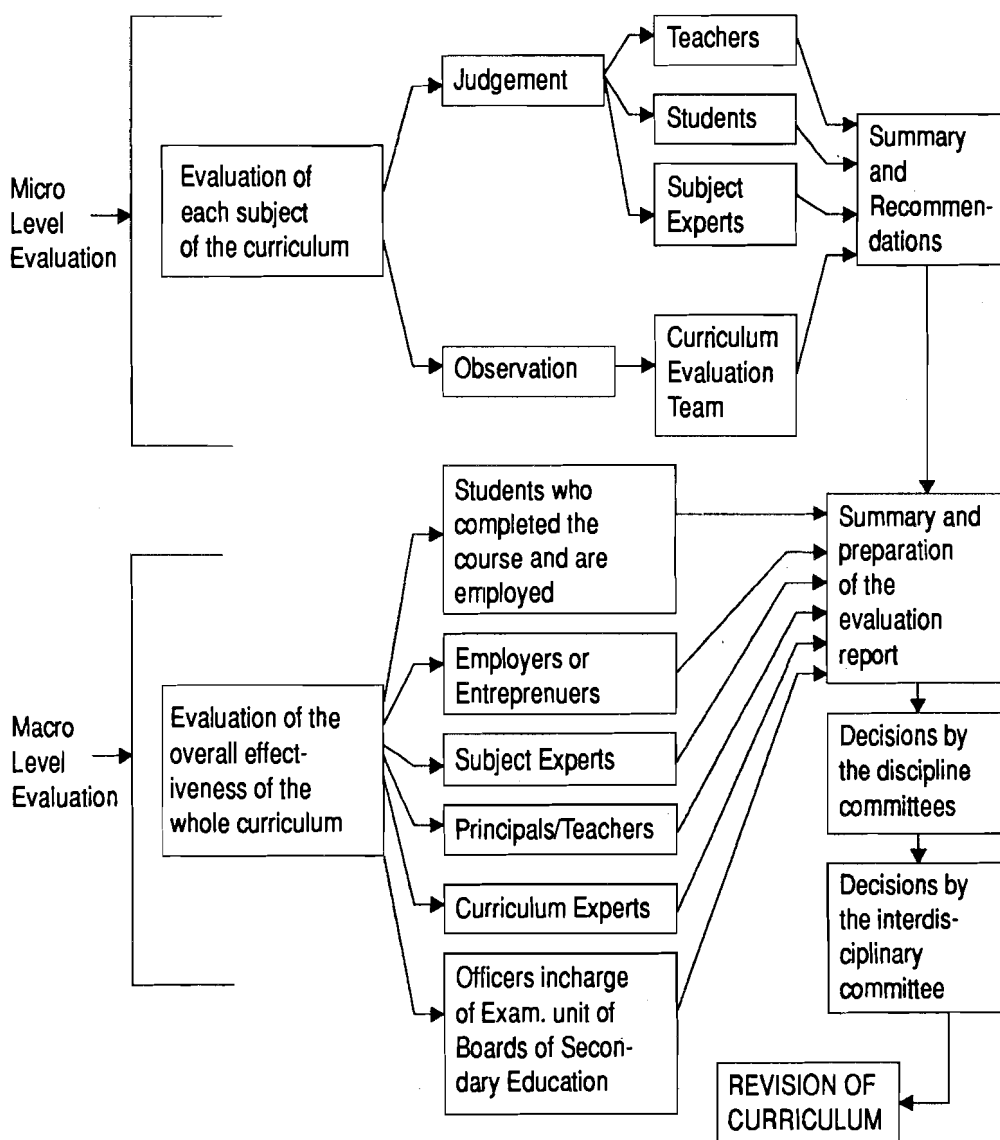 Micro
Level
Evaluation
Evaluation of
each subject
of the curriculum
Judgement
Observation
Teachers
Students
Subject
Experts
Curriculum
Evaluation
Team
Summary
and
Recommen-
dations
Macro
Level
Evaluation
Evaluation of the
overall effect-
iveness of the
whole curriculum
Students who
completed the
course and are
employed
Employers or
Entreprenuers
Subject Experts
Principals/Teachers
Curriculum Experts
Officers incharge
of Exam. unit of
Boards of Secon-
dary Education
Summary and
preparation
of the
evaluation
report
Decisions by
the discipline
committees
Decisions by
the interdis-
ciplinary
committee
REVISION OF
CURRICULUM